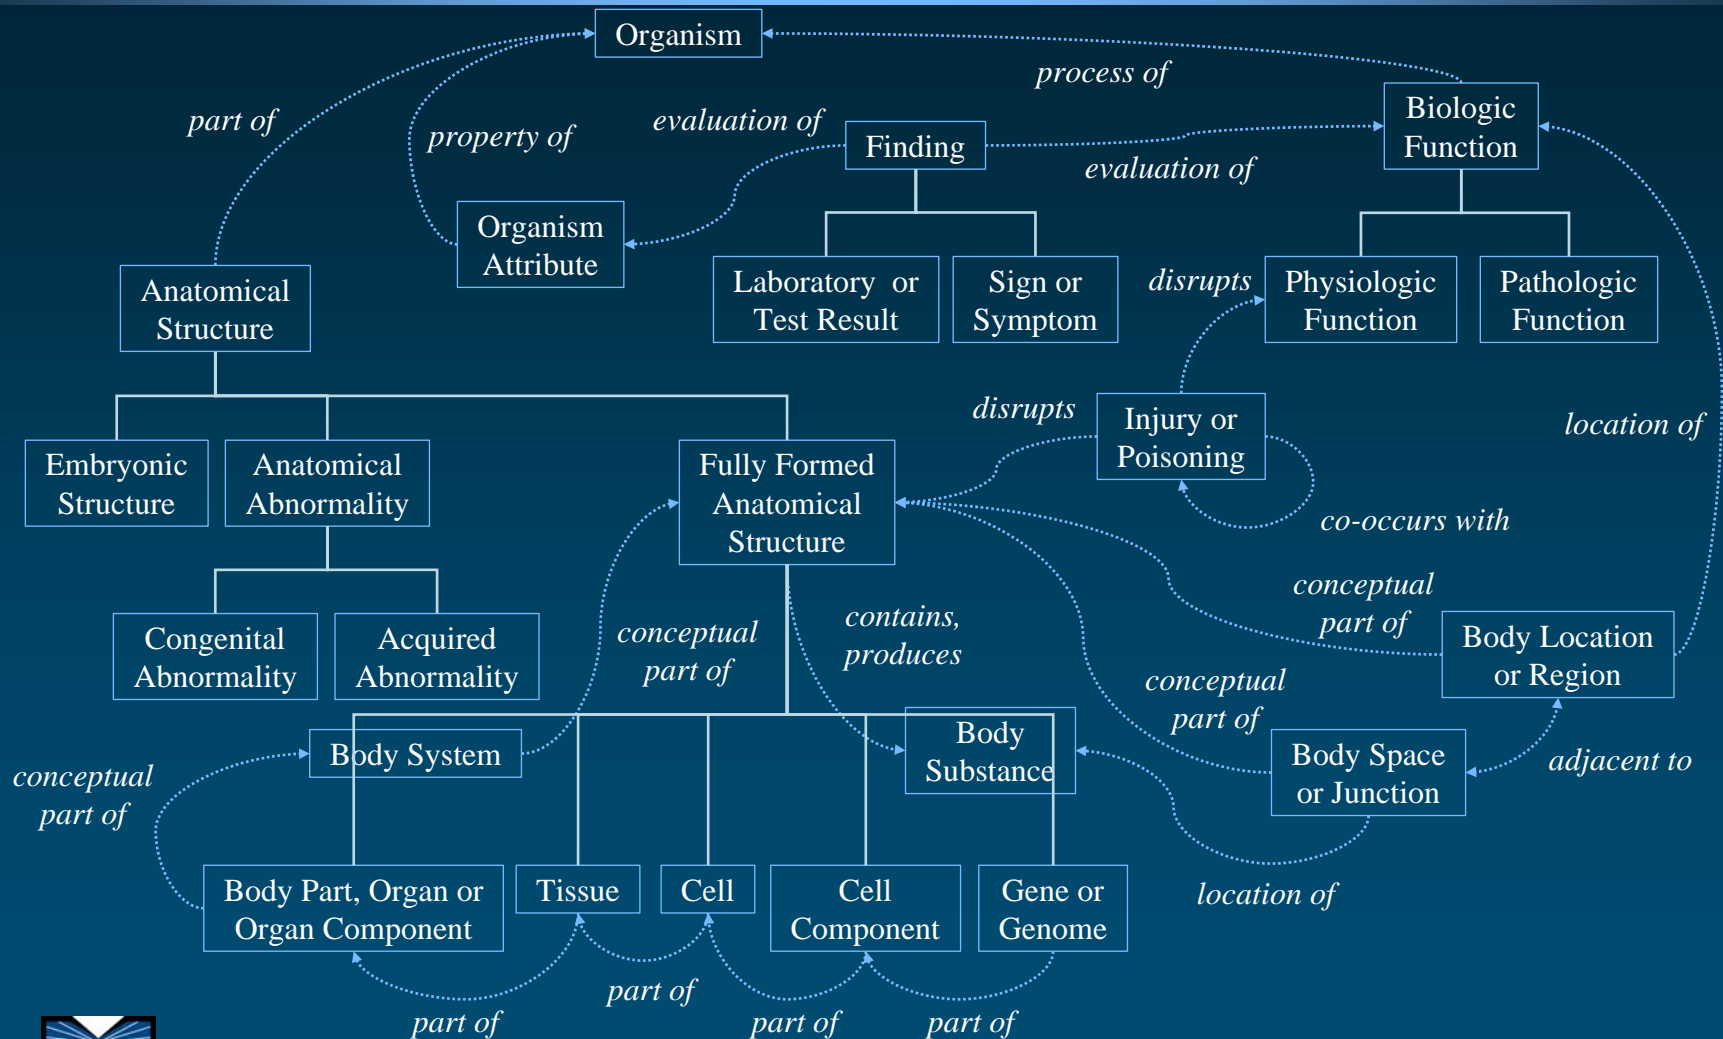 Organism
process of
Biologic
Function
part of
property of
evaluation of
Finding
evaluation of
Organism
Attribute
Anatomical
Structure
Laboratory or
Test Result
Sign or
Symptom
disrupts
Physiologic
Function
Pathologic
Function
disrupts
Injury or
Poisoning
location of
Embryonic
Structure
Anatomical
Abnormality
Fully Formed
Anatomical
Structure
co-occurs with
Congenital
Abnormality
Acquired
Abnormality
conceptual
part of
contains,
produces
conceptual
part of
Body Location
or Region
conceptual
part of
Body System
Body
Substance
Body Space
or Junction
adjacent to
conceptual
part of
Body Part, Organ or
Organ Component
Tissue
Cell
Cell
Component
Gene or
Genome
location of
part of
part of
part of
part of